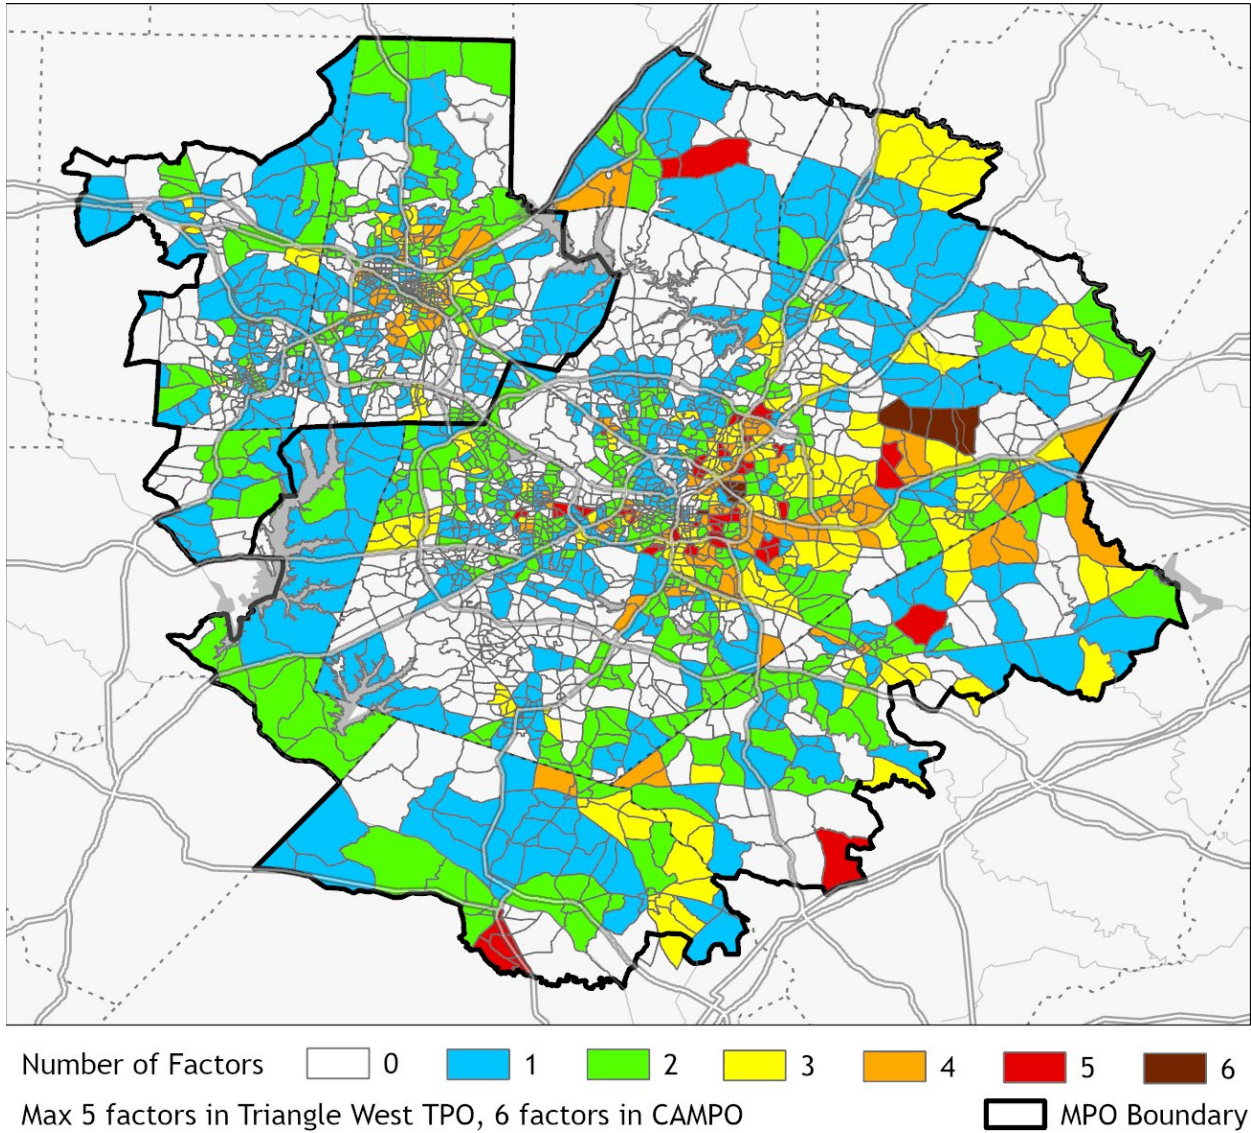 Number of Factors 0 1 2 3 4 5 6
Max 5 factors in Triangle West TPO, 6 factors in CAMPO MPO Boundary